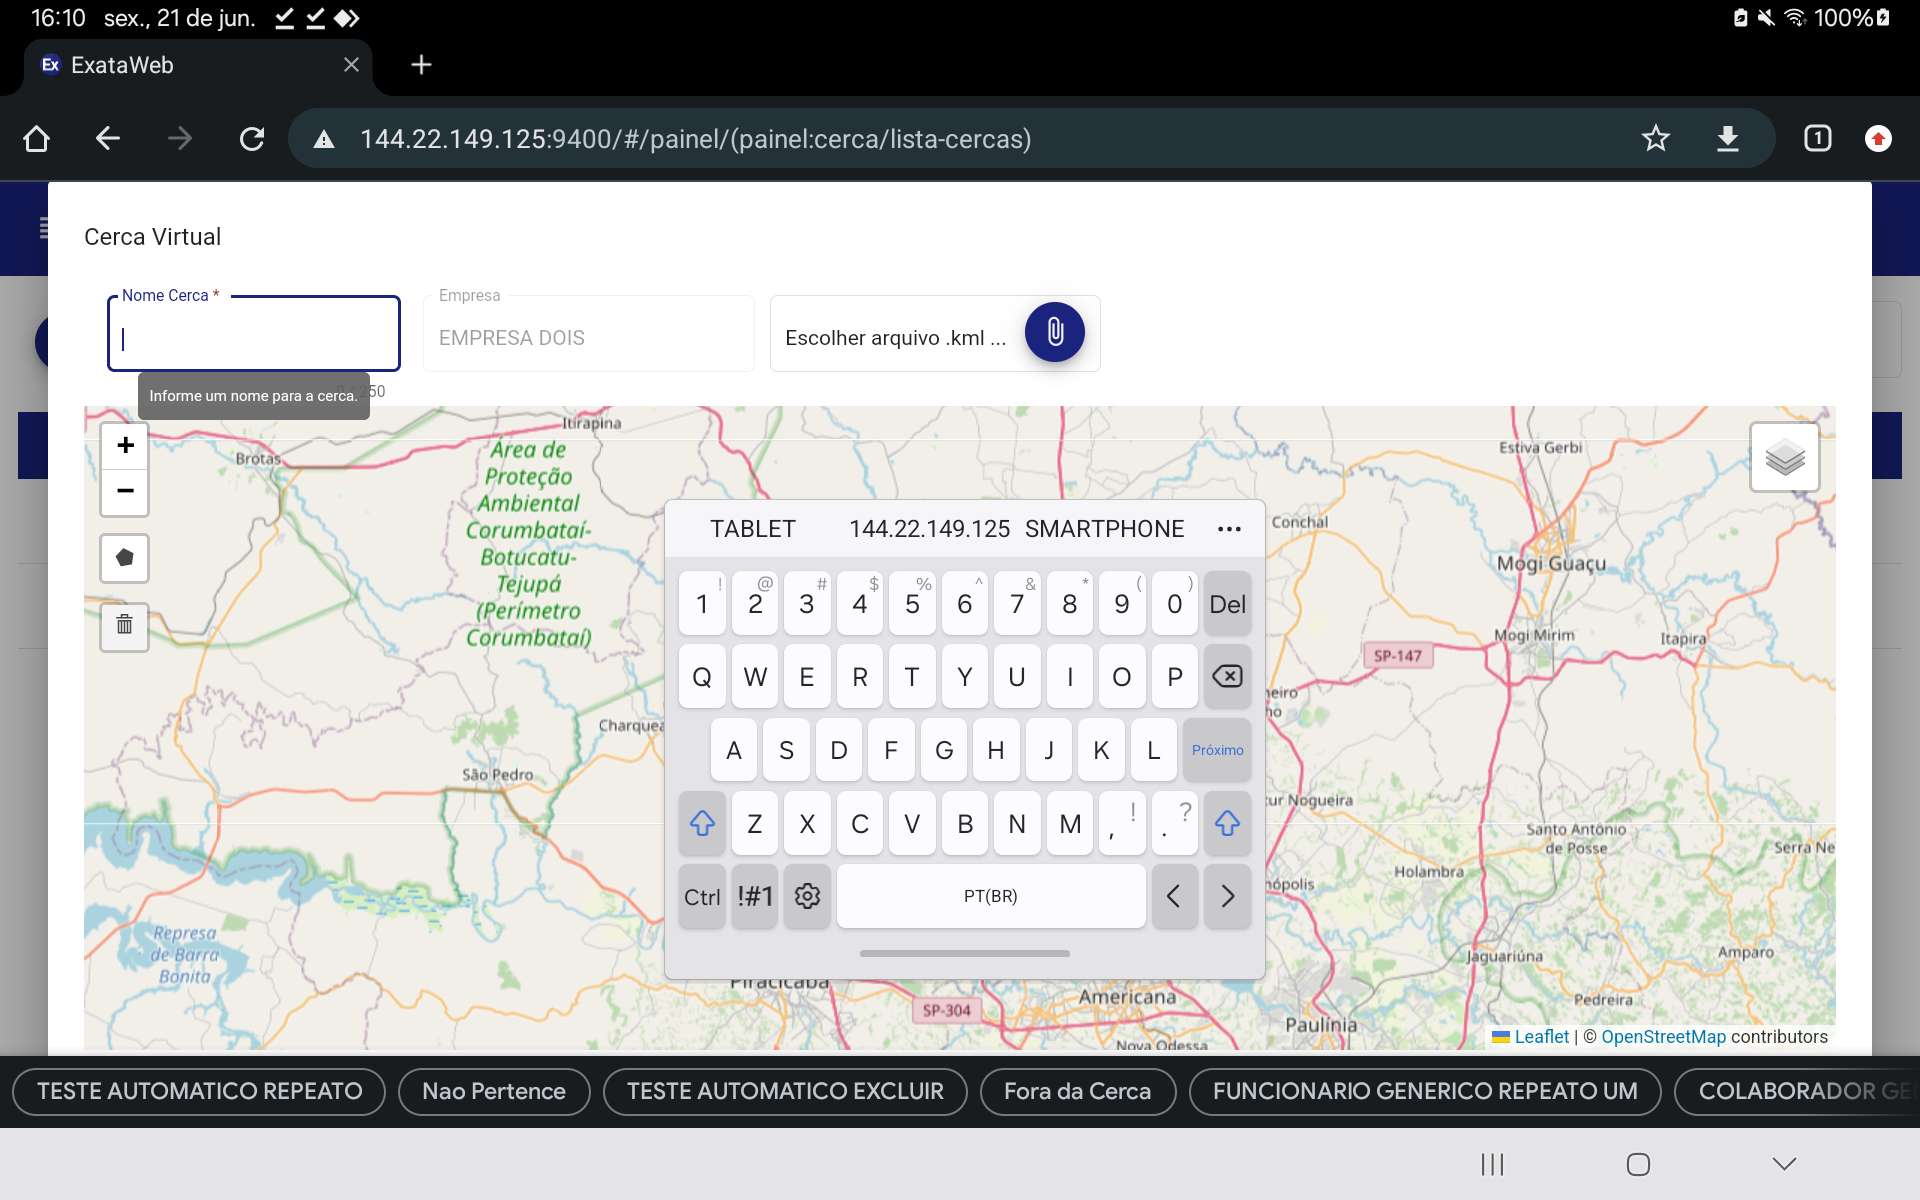 16:10 sex., 21 de jun. 100%
Ex ExataWeb
144.22.149.125:9400/#/painel/(painel:cerca/lista-cercas) 1
Cerca Virtual
Nome Cerca *
Empresa
EMPRESA DOIS
Escolher arquivo .kml ...
Informe um nome para a cerca.
250
+
−
Itirapina
Brotas
Área de
Proteção
Ambiental
Corumbataí-
Botucatu-
Tejupá
(Perímetro
Corumbataí)
Estiva Gerbi
Conchal
Mogi Guaçu
Mogi Mirim
Itapira
SP-147
Charquea
São Pedro
ur Nogueira
Santo Antônio
de Posse
Serra Ne
Holambra
Represa
de Barra
Bonita
Jaguariúna
Amparo
Pedreira
Piracicaba
SP-304
Americana
Paulínia
Nova Odessa
Leaflet | © OpenStreetMap contributors
TABLET 144.22.149.125 SMARTPHONE ...
! @ # $ % ^ & * ( )
1 2 3 4 5 6 7 8 9 0 Del
Q W E R T Y U I O P
A S D F G H J K L Próximo
Z X C V B N M , ! . ?
Ctrl !#1 PT(BR) < >
TESTE AUTOMATICO REPEATO
Nao Pertence
TESTE AUTOMATICO EXCLUIR
Fora da Cerca
FUNCIONARIO GENERICO REPEATO UM
COLABORADOR GE